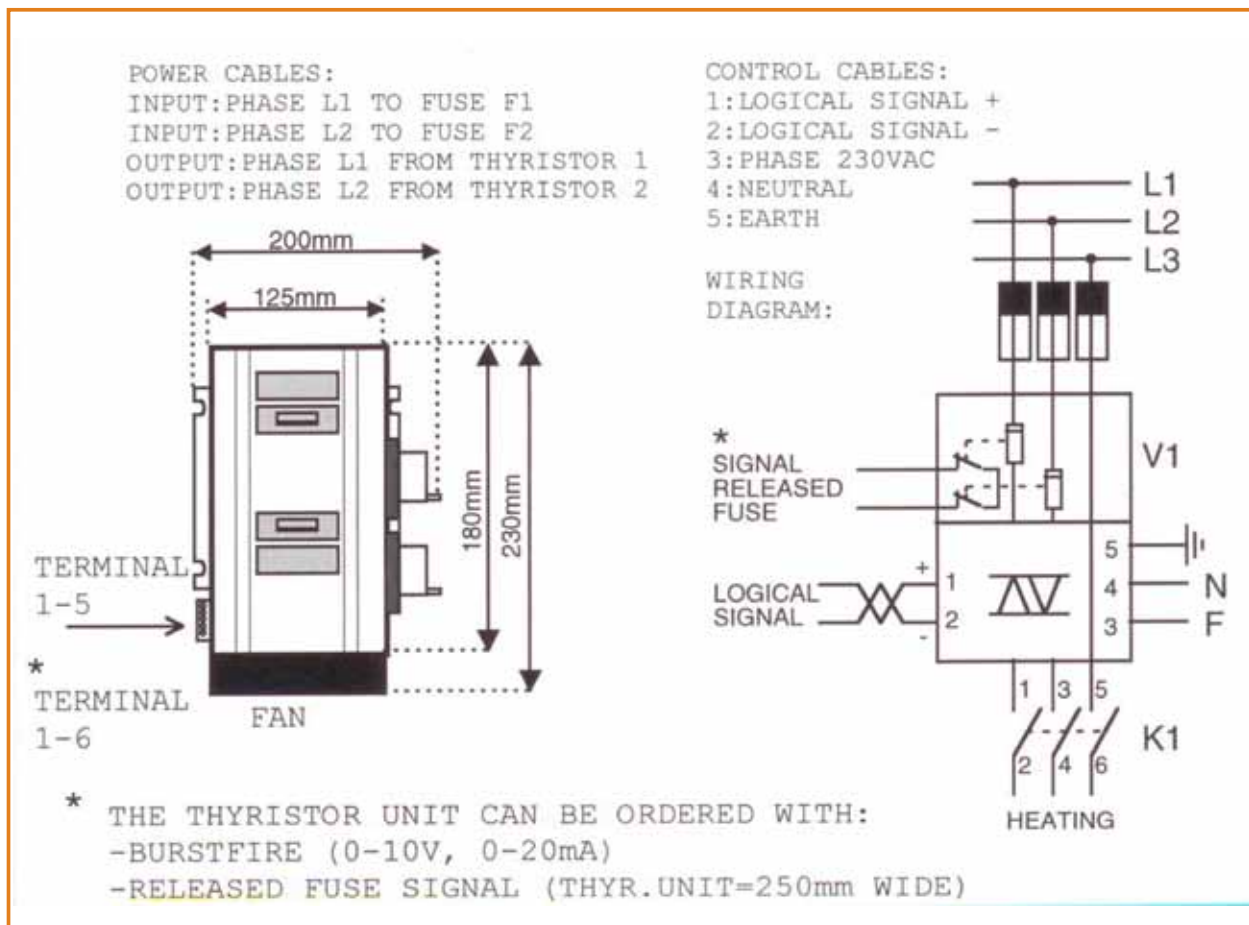 POWER CABLES:
INPUT:PHASE L1 TO FUSE F1
INPUT:PHASE L2 TO FUSE F2
OUTPUT:PHASE L1 FROM THYRISTOR 1
OUTPUT:PHASE L2 FROM THYRISTOR 2
CONTROL CABLES:
1:LOGICAL SIGNAL +
2:LOGICAL SIGNAL -
3:PHASE 230VAC
4:NEUTRAL
5:EARTH
WIRING
DIAGRAM:
L1
L2
L3
200mm
125mm
180mm
230mm
TERMINAL
1-5
*
TERMINAL
1-6
FAN
*
SIGNAL
RELEASED
FUSE
V1
LOGICAL
SIGNAL
+
1
2
-
5
4
N
3
F
1 3 5
K1
2 4 6
HEATING
* THE THYRISTOR UNIT CAN BE ORDERED WITH:
-BURSTFIRE (0-10V, 0-20mA)
-RELEASED FUSE SIGNAL (THYR.UNIT=250mm WIDE)